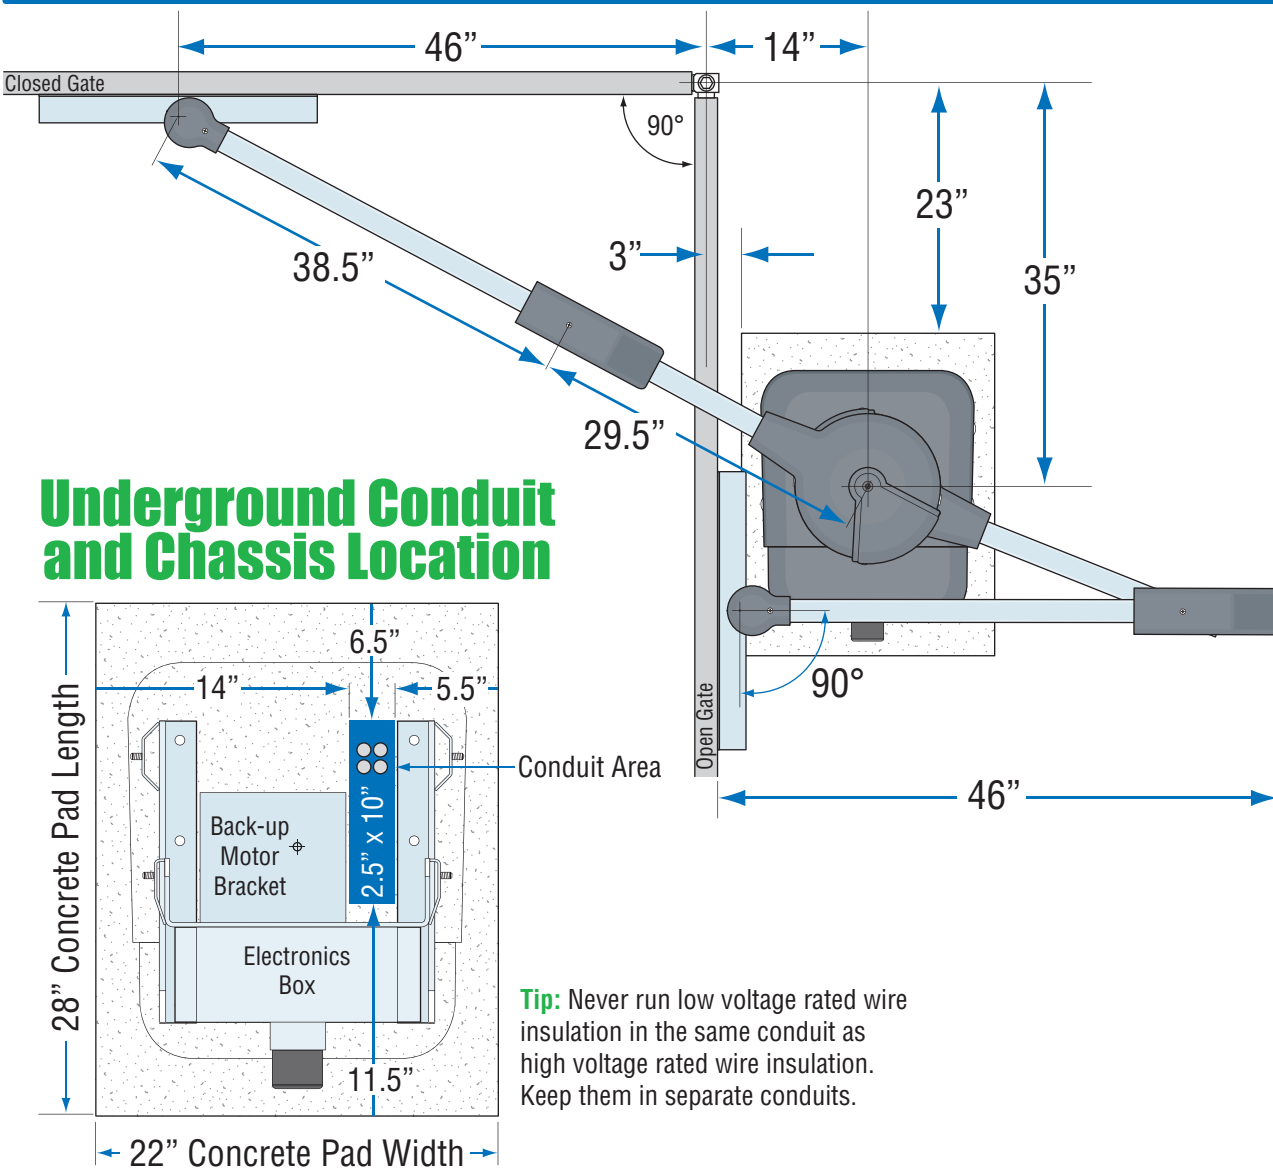 46”
14”
Closed Gate
90°
23”
3”
35”
38.5”
29.5”
Underground Conduit
and Chassis Location
6.5”
14”
5.5”
90°
Open Gate
Conduit Area
46”
28” Concrete Pad Length
2.5” x 10”
Back-up
Motor
Bracket
Electronics
Box
Tip: Never run low voltage rated wire
insulation in the same conduit as
high voltage rated wire insulation.
Keep them in separate conduits.
11.5”
22” Concrete Pad Width